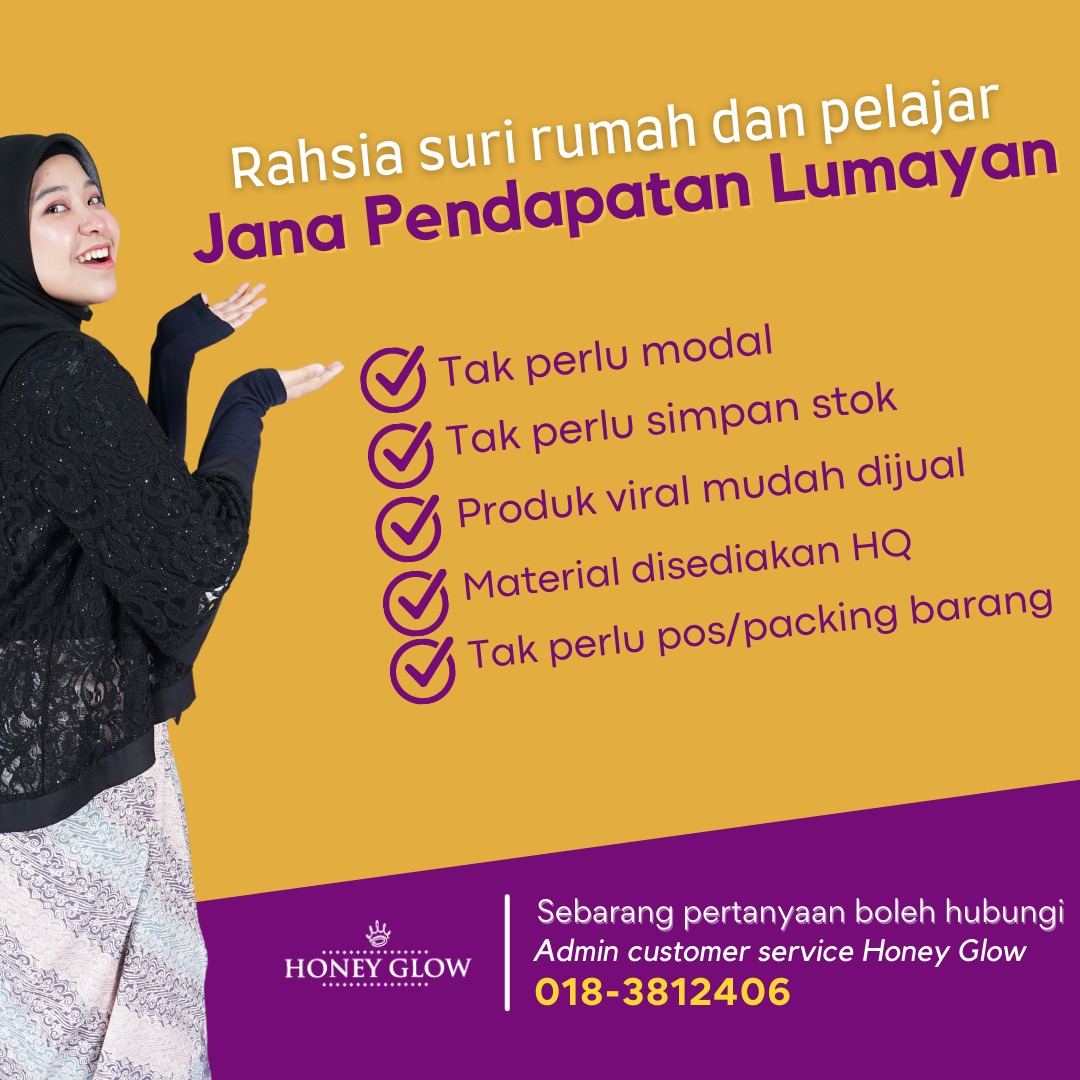 Rahsia suri rumah dan pelajar
Jana Pendapatan Lumayan
Tak perlu modal
Tak perlu simpan stok
Produk viral mudah dijual
Material disediakan HQ
Tak perlu pos/packing barang
HONEY GLOW
Sebarang pertanyaan boleh hubungi
Admin customer service Honey Glow
018-3812406